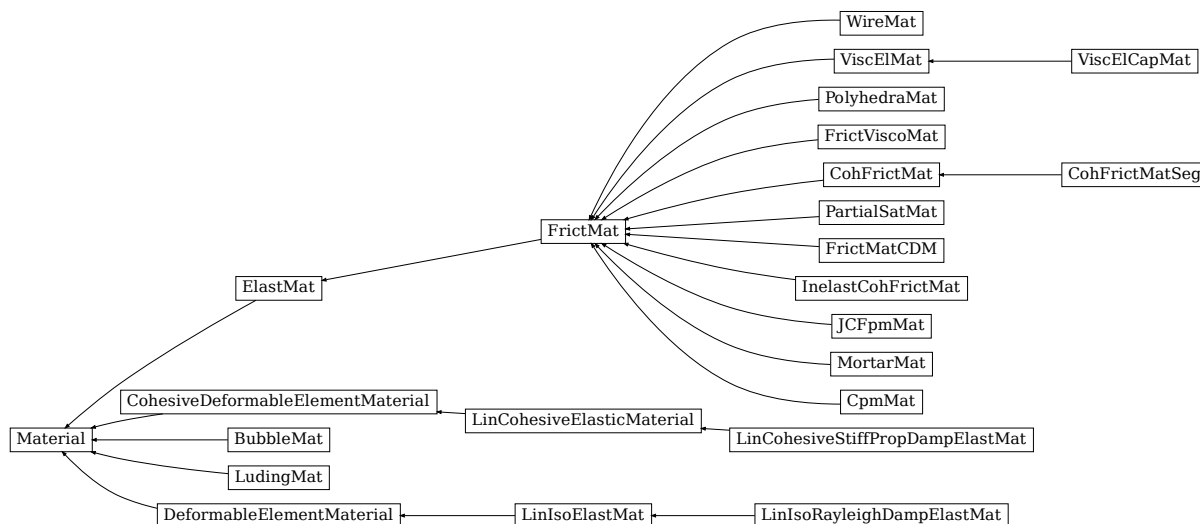 WireMat
ViscElMat
ViscElCapMat
PolyhedraMat
FrictViscoMat
CohFrictMat
CohFrictMatSeg
PartialSatMat
FrictMat
FrictMatCDM
ElastMat
InelastCohFrictMat
JCFpmMat
MortarMat
CohesiveDeformableElementMaterial
CpmMat
LinCohesiveElasticMaterial
Material
BubbleMat
LinCohesiveStiffPropDampElastMat
LudingMat
DeformableElementMaterial
LinIsoElastMat
LinIsoRayleighDampElastMat